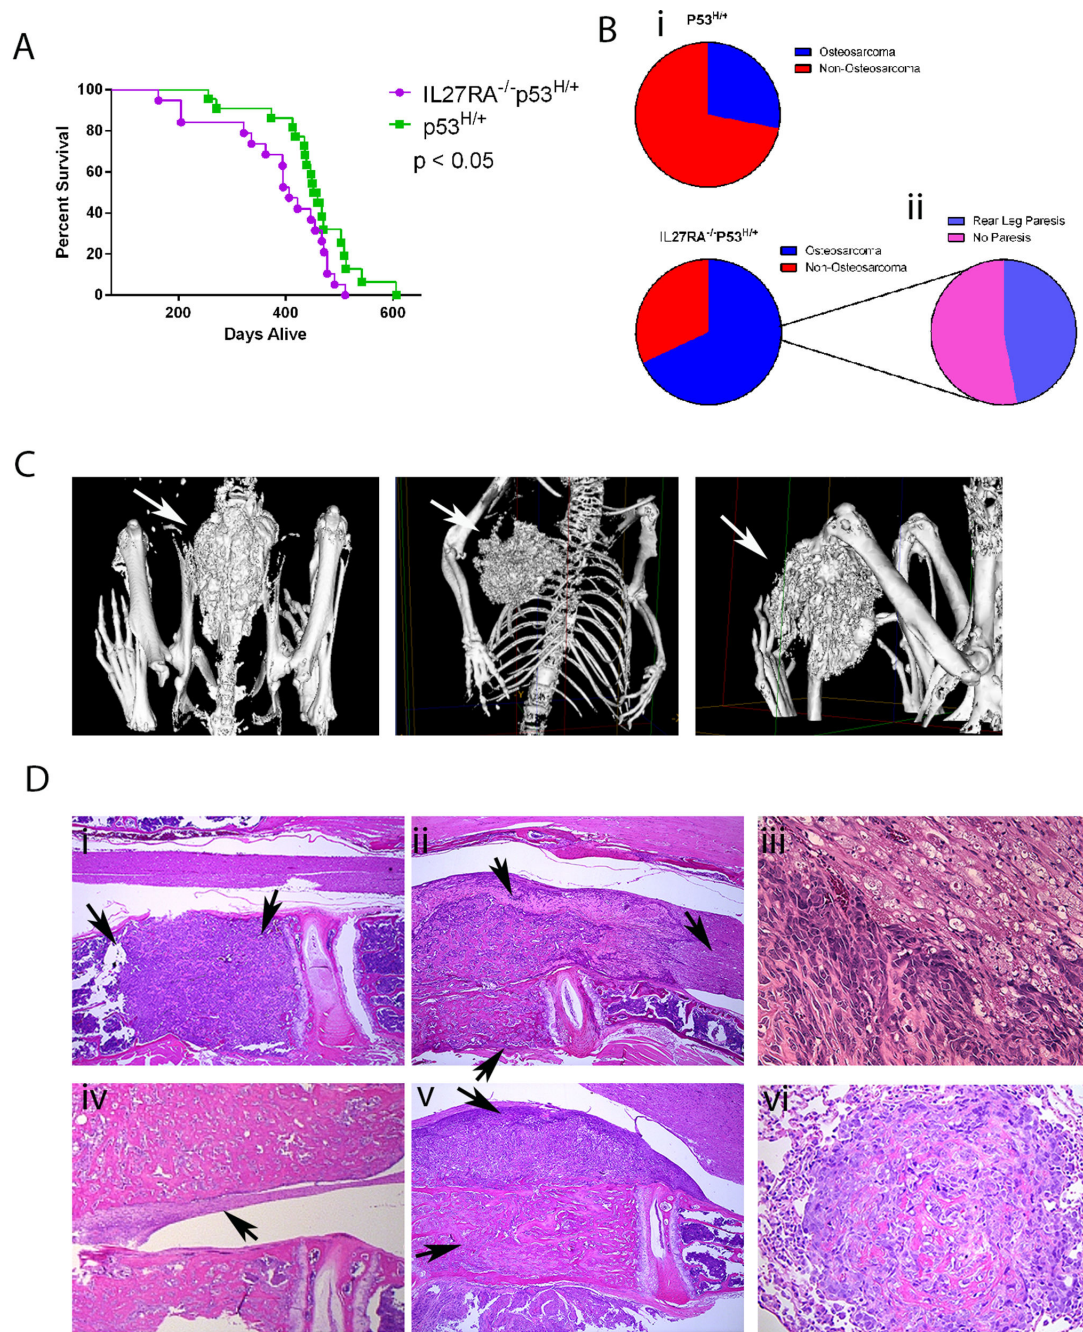 A
IL27RA-/-p53H/+
p53H/+
p < 0.05
100
80
60
40
20
0
Percent Survival
200
400
600
Days Alive
B
i
P53H/+
Osteosarcoma
Non-Osteosarcoma
ii
IL27RA-/-P53H/+
Osteosarcoma
Non-Osteosarcoma
Rear Leg Paresis
No Paresis
C
D
i
ii
iii
iv
v
vi